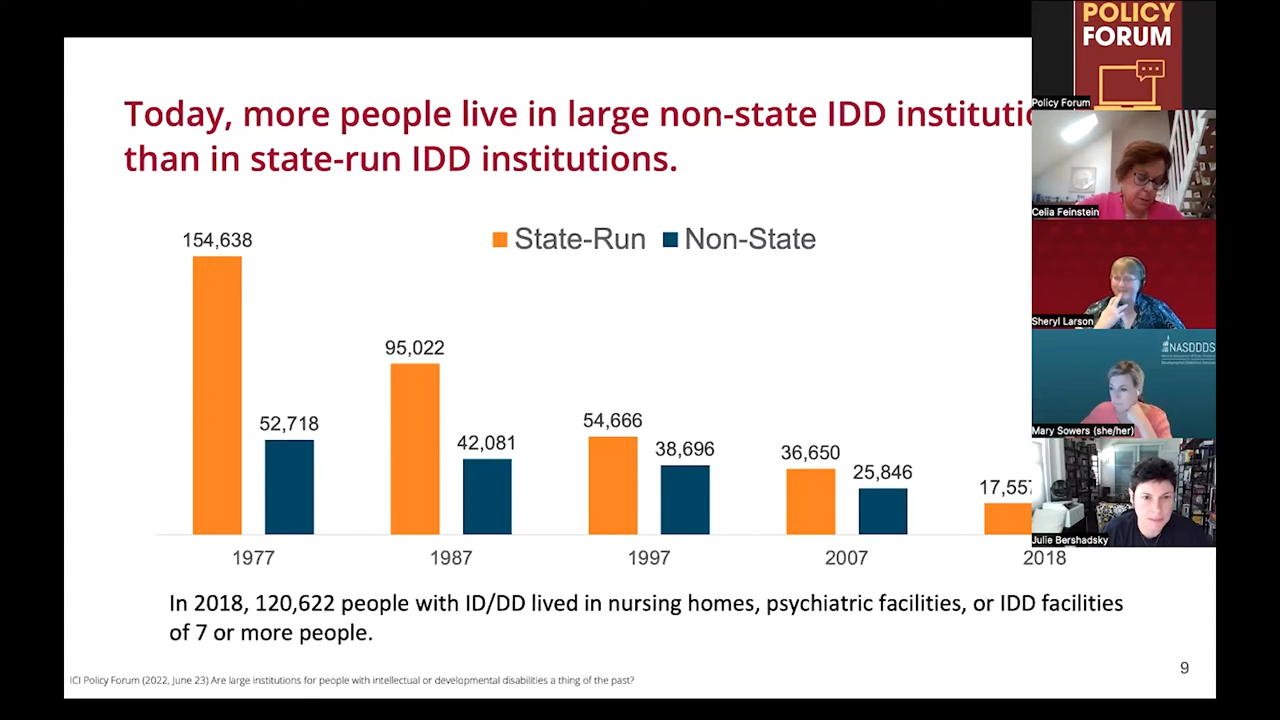 POLICY
FORUM
Policy Forum
Today, more people live in large non-state IDD
than in state-run IDD institutions.
Celia Feinstein
State-Run Non-State
154,638
95,022
52,718
42,081
54,666
38,696
36,650
25,846
17,557
Sheryl Larson
NASDDDS
Mary Sowers (she/her)
Julie Bershadsky
1977 1987 1997 2007 2018
In 2018, 120,622 people with ID/DD lived in nursing homes, psychiatric facilities, or IDD facilities
of 7 or more people.
9
ICI Policy Forum (2022, June 23) Are large institutions for people with intellectual or developmental disabilities a thing of the past?